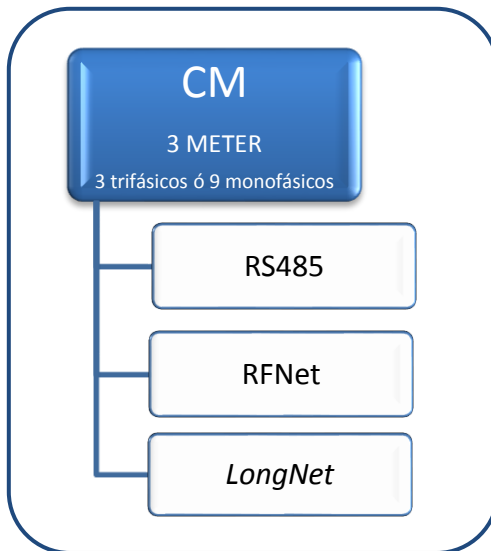 CM
3 METER
3 trifásicos ó 9 monofásicos
RS485
RFNet
LongNet